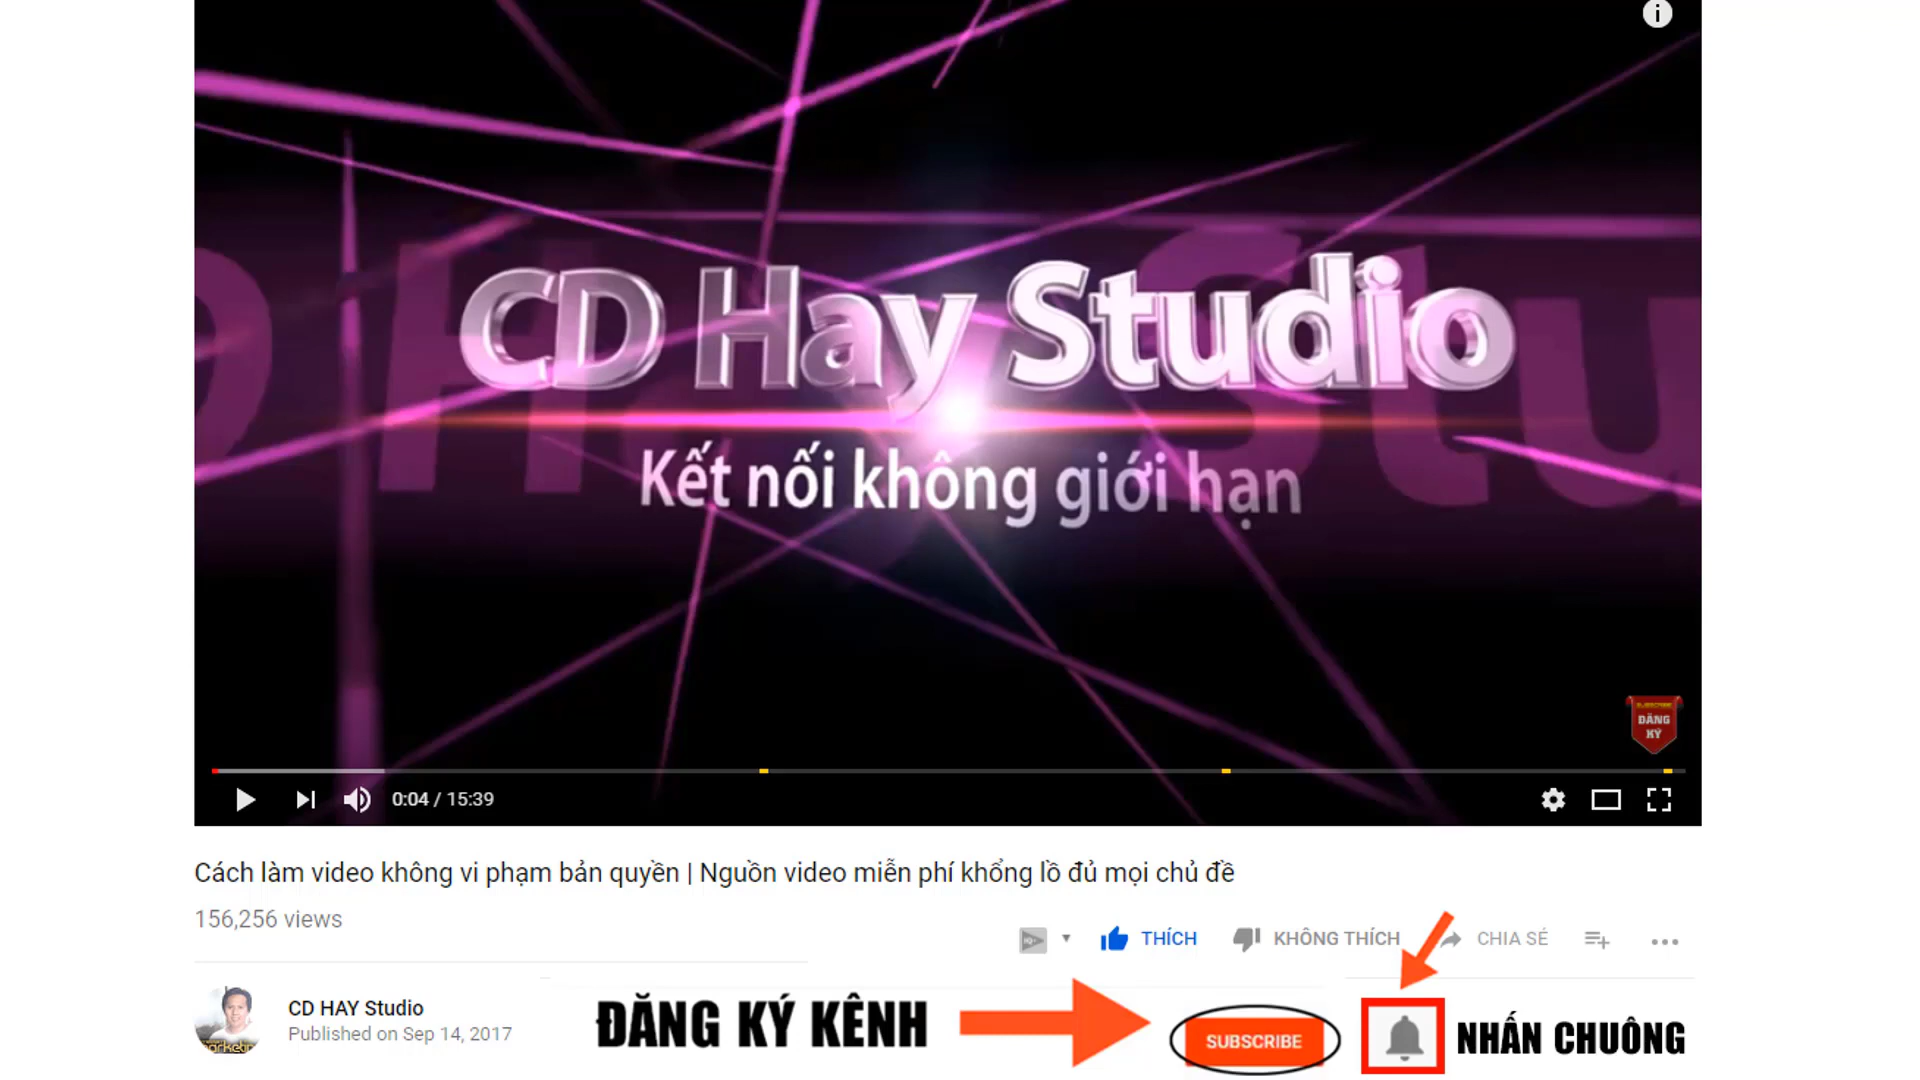 CD Hay Studio
Kết nối không giới hạn
SUBSCRIBE
ĐĂNG
KÝ
0:04 / 15:39
Cách làm video không vi phạm bản quyền | Nguồn video miễn phí khổng lồ đủ mọi chủ đề
156,256 views
THÍCH KHÔNG THÍCH CHIA SẺ
CD HAY Studio
Published on Sep 14, 2017
ĐĂNG KÝ KÊNH SUBSCRIBE NHẤN CHUÔNG